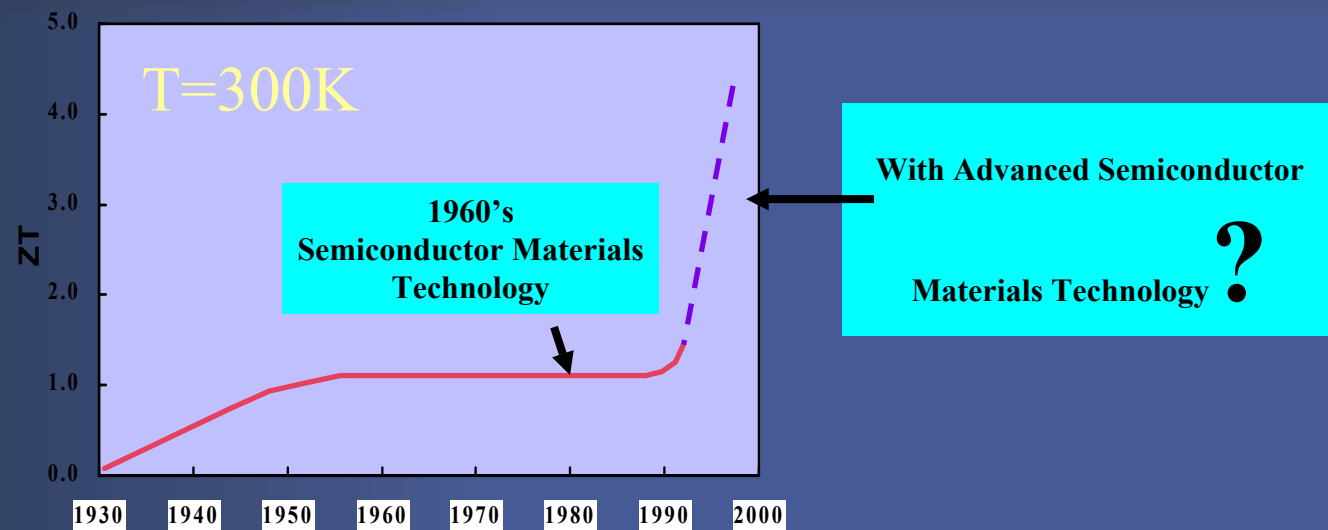 5.0
T=300K
4.0
3.0
2.0
1.0
0.0
ZT
1960’s
Semiconductor Materials
Technology
With Advanced Semiconductor
Materials Technology ?
1930 1940 1950 1960 1970 1980 1990 2000